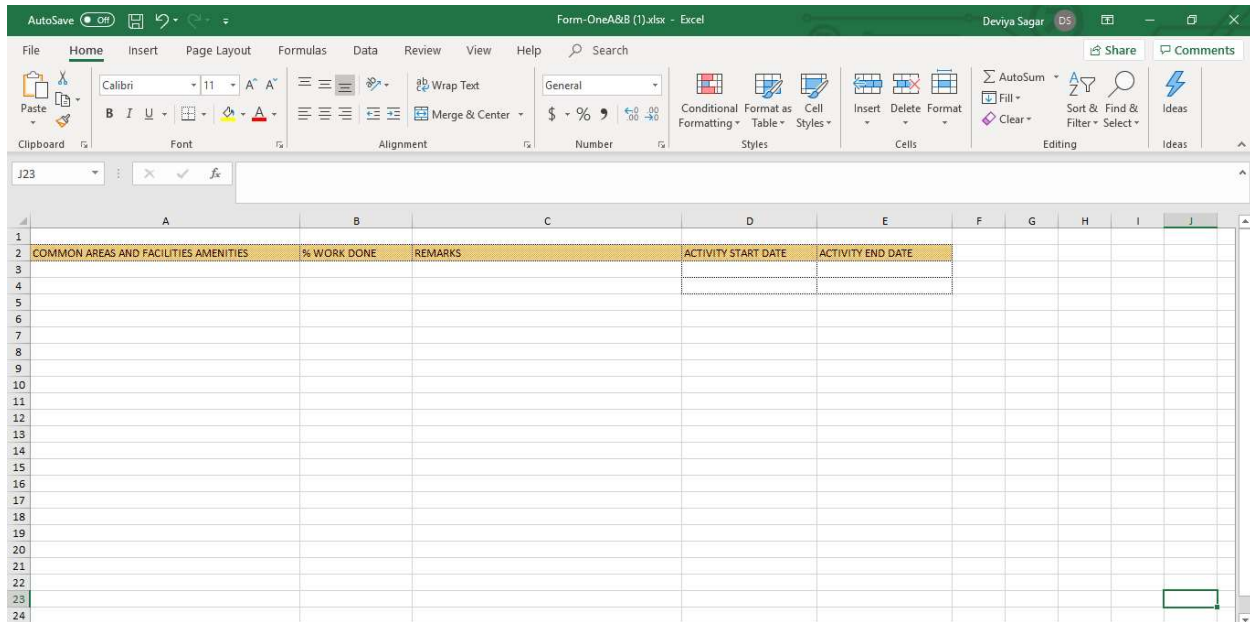 AutoSave Off Form-OneA&B (1).xlsx - Excel Deviya Sagar DS
File Home Insert Page Layout Formulas Data Review View Help Search Share Comments
Calibri 11 A A ab Wrap Text General AutoSum
Paste Conditional Format as Cell Insert Delete Format Fill Sort & Find & Ideas
B I U A Merge & Center $ % 9 .00 .00 Formatting Table Styles Clear Filter Select
Clipboard Font Alignment Number Styles Cells Editing Ideas
J23 fx
A B C D E F G H I J
1
2 COMMON AREAS AND FACILITIES AMENITIES % WORK DONE REMARKS ACTIVITY START DATE ACTIVITY END DATE
3
4
5
6
7
8
9
10
11
12
13
14
15
16
17
18
19
20
21
22
23
24